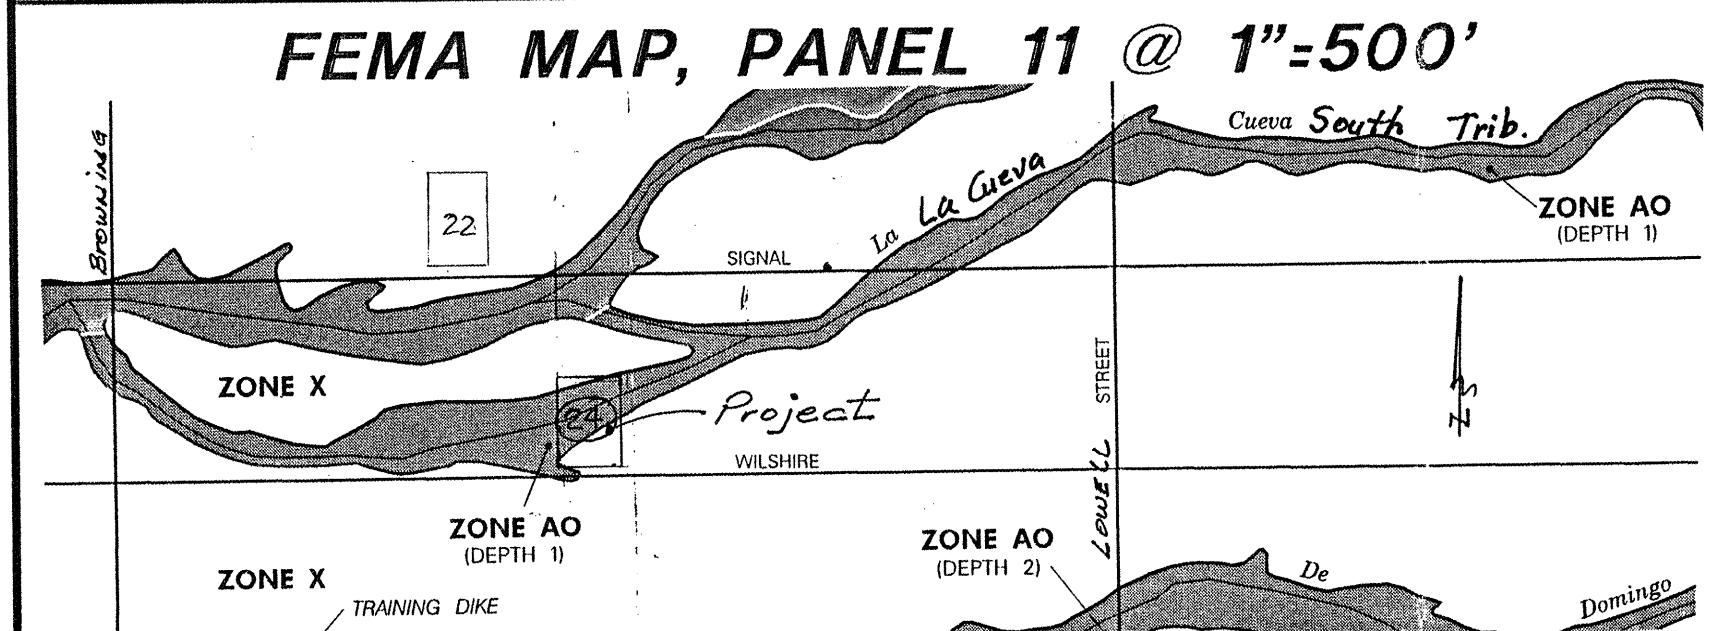 FEMA MAP, PANEL 11 @ 1"=500'
BROWNING
22
Cueva South Trib.
La Cueva
La
ZONE AO
(DEPTH 1)
SIGNAL
STREET
ZONE X
24
Project
WILSHIRE
LOWELL
ZONE AO
(DEPTH 1)
ZONE AO
(DEPTH 2)
ZONE X
TRAINING DIKE
De
Domingo